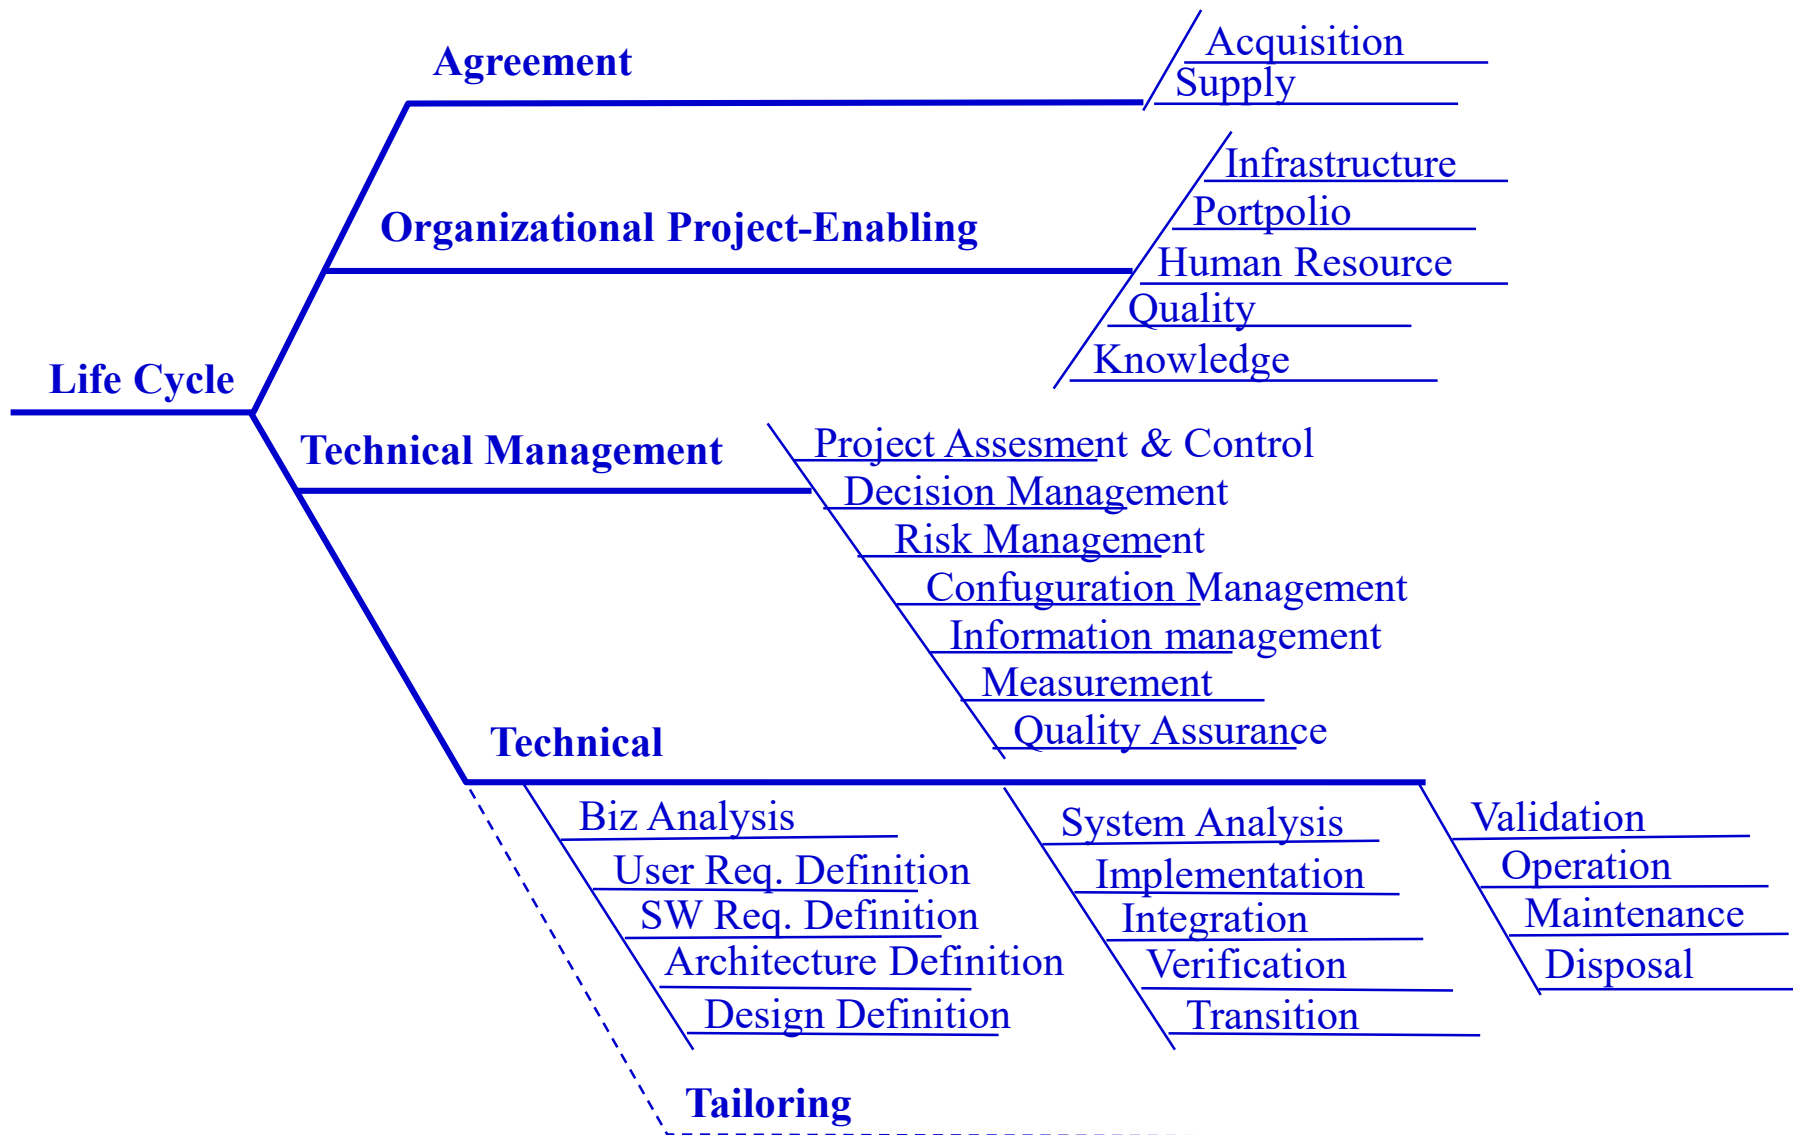 Agreement
Acquisition
Supply
Organizational Project-Enabling
Infrastructure
Portpolio
Human Resource
Quality
Knowledge
Life Cycle
Technical Management
Project Assesment & Control
Decision Management
Risk Management
Confuguration Management
Information management
Measurement
Quality Assurance
Technical
Biz Analysis
User Req. Definition
SW Req. Definition
Architecture Definition
Design Definition
System Analysis
Implementation
Integration
Verification
Transition
Validation
Operation
Maintenance
Disposal
Tailoring